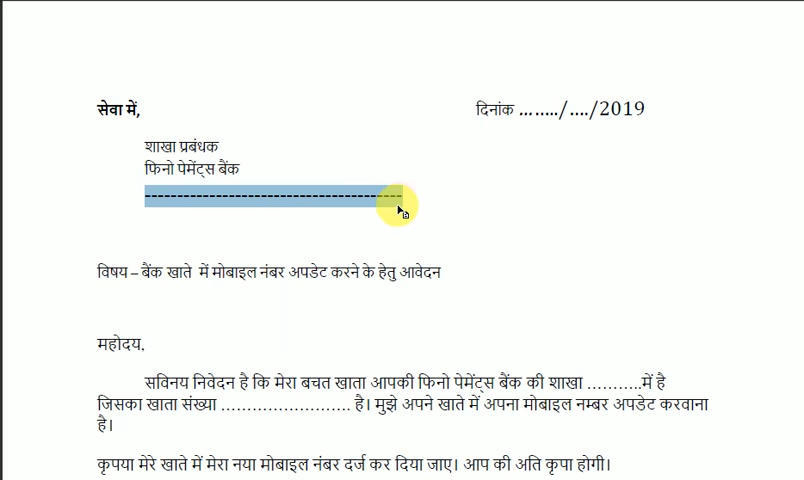 सेवा में, दिनांक ......../..../2019
शाखा प्रबंधक
फिनो पेमेंट्स बैंक
----------------------------------------
विषय – बैंक खाते में मोबाइल नंबर अपडेट करने के हेतु आवेदन
महोदय,
सविनय निवेदन है कि मेरा बचत खाता आपकी फिनो पेमेंट्स बैंक की शाखा ………..में है
जिसका खाता संख्या ……………………. है। मुझे अपने खाते में अपना मोबाइल नम्बर अपडेट करवाना
है।
कृपया मेरे खाते में मेरा नया मोबाइल नंबर दर्ज कर दिया जाए। आप की अति कृपा होगी।